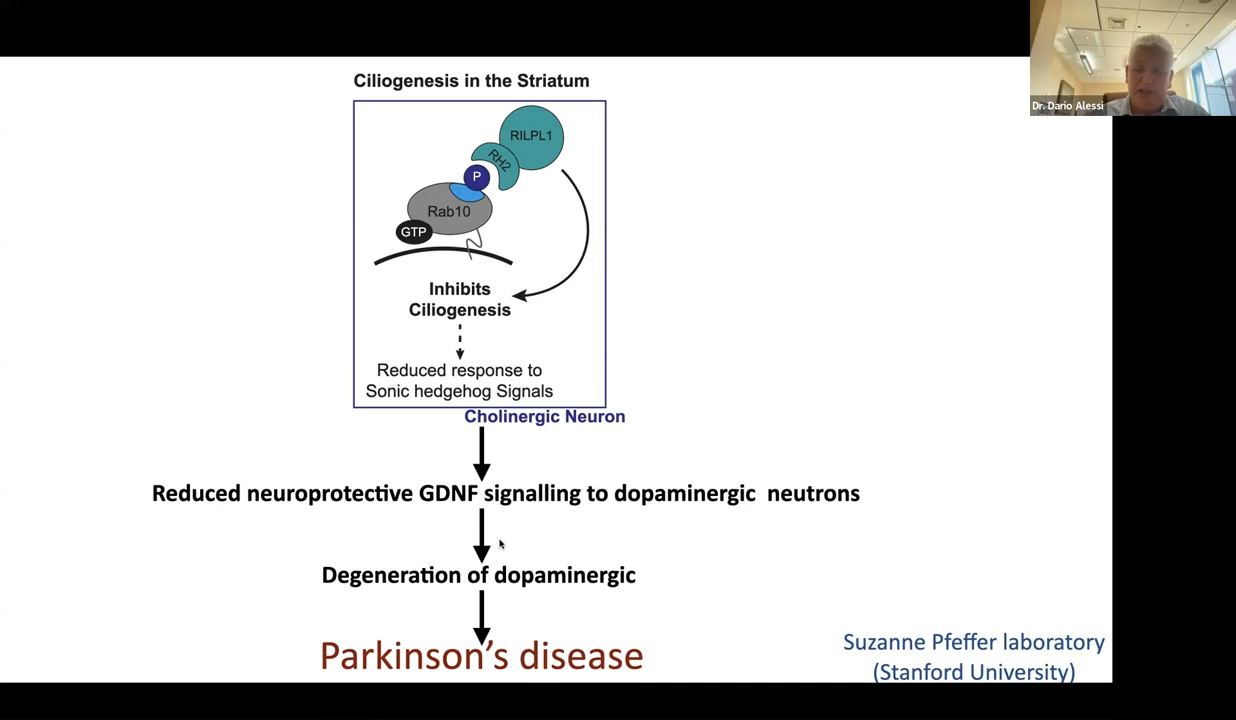 Ciliogenesis in the Striatum
RILPL1
RH2
P
Rab10
GTP
Inhibits
Ciliogenesis
Reduced response to
Sonic hedgehog Signals
Cholinergic Neuron
Reduced neuroprotective GDNF signalling to dopaminergic neutrons
Degeneration of dopaminergic
Parkinson's disease
Suzanne Pfeffer laboratory
(Stanford University)
Dr. Dario Alessi